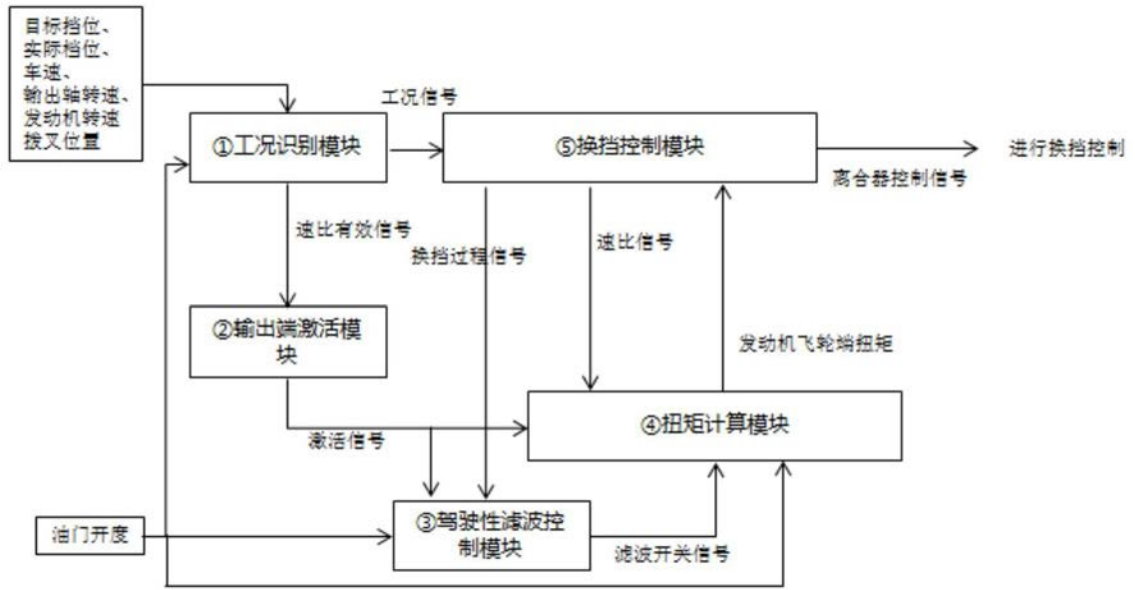 目标挡位、
实际档位、
车速、
输出轴转速、
发动机转速
拨叉位置
工况信号
①工况识别模块
⑤换挡控制模块
进行换挡控制
离合器控制信号
速比有效信号
换挡过程信号
速比信号
②输出端激活模
块
发动机飞轮端扭矩
④扭矩计算模块
激活信号
③驾驶性滤波控
制模块
油门开度
滤波开关信号